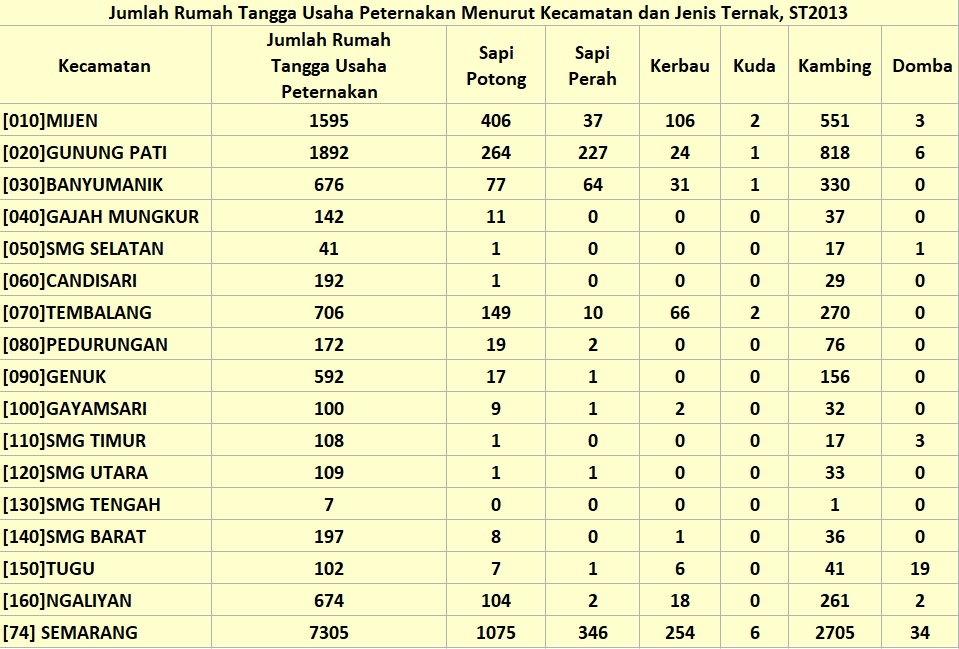 Jumlah Rumah Tangga Usaha Peternakan Menurut Kecamatan dan Jenis Ternak, ST2013
Kecamatan Jumlah Rumah Tangga Usaha Peternakan Sapi Potong Sapi Perah Kerbau Kuda Kambing Domba
[010]MIJEN 1595 406 37 106 2 551 3
[020]GUNUNG PATI 1892 264 227 24 1 818 6
[030]BANYUMANIK 676 77 64 31 1 330 0
[040]GAJAH MUNGKUR 142 11 0 0 0 37 0
[050]SMG SELATAN 41 1 0 0 0 17 1
[060]CANDISARI 192 1 0 0 0 29 0
[070]TEMBALANG 706 149 10 66 2 270 0
[080]PEDURUNGAN 172 19 2 0 0 76 0
[090]GENUK 592 17 1 0 0 156 0
[100]GAYAMSARI 100 9 1 2 0 32 0
[110]SMG TIMUR 108 1 0 0 0 17 3
[120]SMG UTARA 109 1 1 0 0 33 0
[130]SMG TENGAH 7 0 0 0 0 1 0
[140]SMG BARAT 197 8 0 1 0 36 0
[150]TUGU 102 7 1 6 0 41 19
[160]NGALIYAN 674 104 2 18 0 261 2
[74] SEMARANG 7305 1075 346 254 6 2705 34